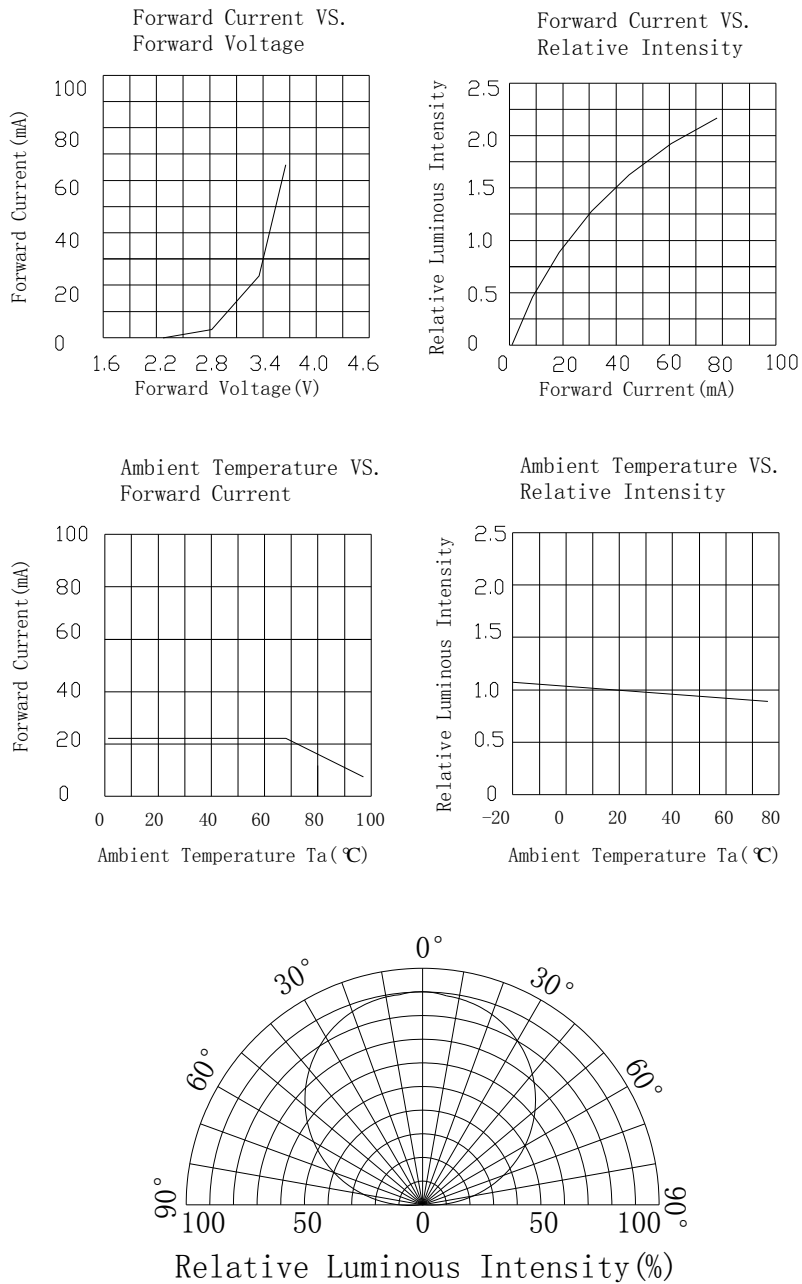 Forward Current VS.
Forward Voltage
Forward Current(mA)
100
80
60
40
20
0
1.6 2.2 2.8 3.4 4.0 4.6
Forward Voltage(V)
Forward Current VS.
Relative Intensity
Relative Luminous Intensity
2.5
2.0
1.5
1.0
0.5
0
0 20 40 60 80 100
Forward Current(mA)
Ambient Temperature VS.
Forward Current
Forward Current(mA)
100
80
60
40
20
0
0 20 40 60 80 100
Ambient Temperature Ta(℃)
Ambient Temperature VS.
Relative Intensity
Relative Luminous Intensity
2.5
2.0
1.5
1.0
0.5
0
-20 0 20 40 60 80
Ambient Temperature Ta(℃)
0°
30° 30°
60° 60°
90° 90°
100 50 0 50 100
Relative Luminous Intensity(%)